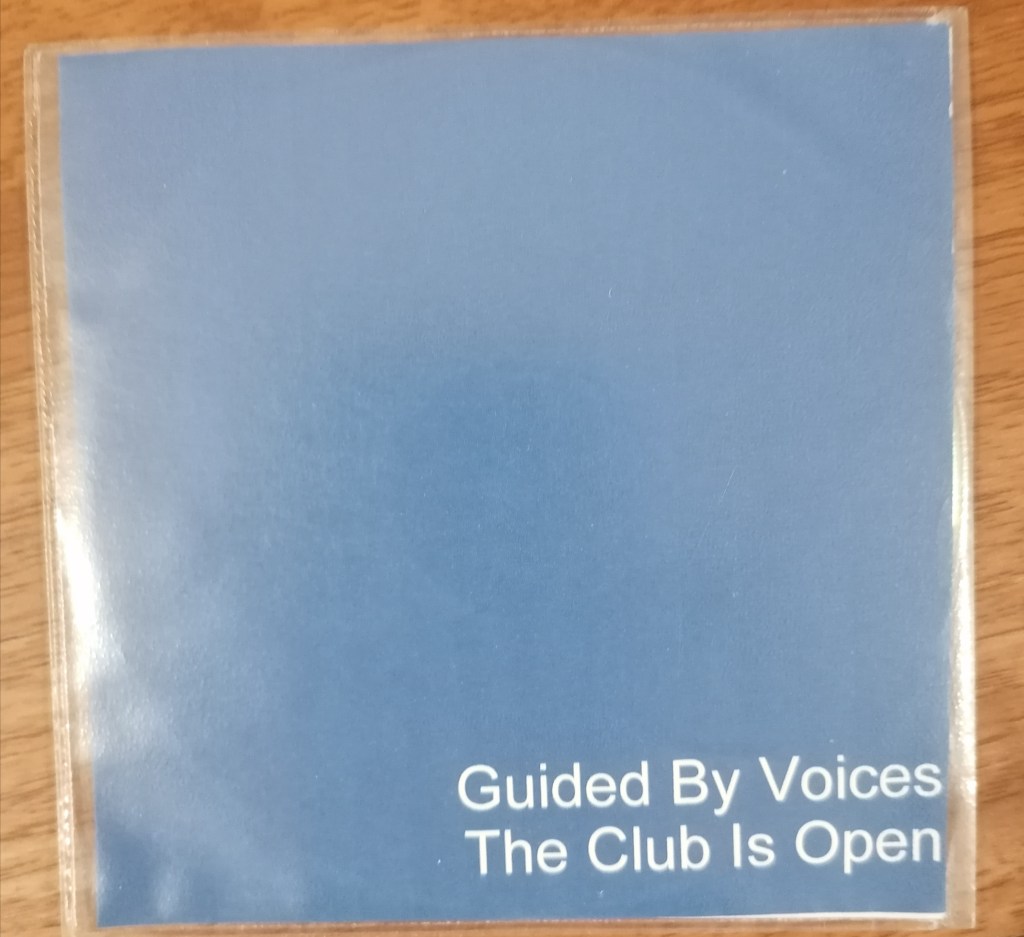 Guided By Voices
The Club Is Open